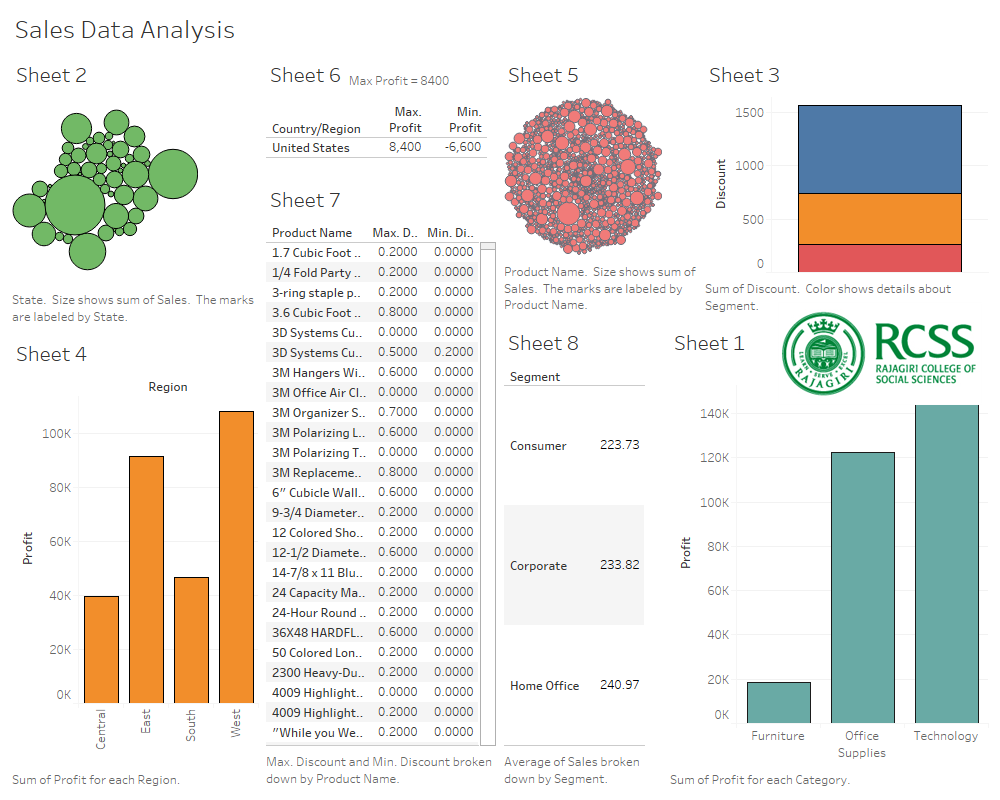 Sales Data Analysis
Sheet 2
State.  Size shows sum of Sales.  The marks
are labeled by State.
Sheet 4
Region
Profit
100K
80K
60K
40K
20K
0K
Central
East
South
West
Sum of Profit for each Region.
Sheet 6 Max Profit = 8400
Country/Region Max. Profit Min. Profit
United States 8,400 -6,600
Sheet 7
Product Name Max. D.. Min. Di..
1.7 Cubic Foot .. 0.2000 0.0000
1/4 Fold Party .. 0.2000 0.0000
3-ring staple p.. 0.2000 0.0000
3.6 Cubic Foot .. 0.8000 0.0000
3D Systems Cu.. 0.0000 0.0000
3D Systems Cu.. 0.5000 0.2000
3M Hangers Wi.. 0.6000 0.0000
3M Office Air Cl.. 0.0000 0.0000
3M Organizer S.. 0.7000 0.0000
3M Polarizing L.. 0.6000 0.0000
3M Polarizing T.. 0.0000 0.0000
3M Replaceme.. 0.8000 0.0000
6" Cubicle Wall.. 0.6000 0.0000
9-3/4 Diameter.. 0.2000 0.0000
12 Colored Sho.. 0.2000 0.0000
12-1/2 Diamete.. 0.6000 0.0000
14-7/8 x 11 Blu.. 0.2000 0.0000
24 Capacity Ma.. 0.2000 0.0000
24-Hour Round .. 0.2000 0.0000
36X48 HARDFL.. 0.6000 0.0000
50 Colored Lon.. 0.2000 0.0000
2300 Heavy-Du.. 0.2000 0.0000
4009 Highlight.. 0.0000 0.0000
4009 Highlight.. 0.2000 0.0000
"While you We.. 0.2000 0.0000
Max. Discount and Min. Discount broken
down by Product Name.
Sheet 5
Product Name.  Size shows sum of
Sales.  The marks are labeled by
Product Name.
Sheet 8
Segment
Consumer 223.73
Corporate 233.82
Home Office 240.97
Average of Sales broken
down by Segment.
Sheet 3
Discount
1500
1000
500
0
Sum of Discount.  Color shows details about
Segment.
Sheet 1
LEARN SERVE EXCEL
RAJAGIRI
RCSS
RAJAGIRI COLLEGE OF
SOCIAL SCIENCES
Profit
140K
120K
100K
80K
60K
40K
20K
0K
Furniture
Office
Supplies
Technology
Sum of Profit for each Category.